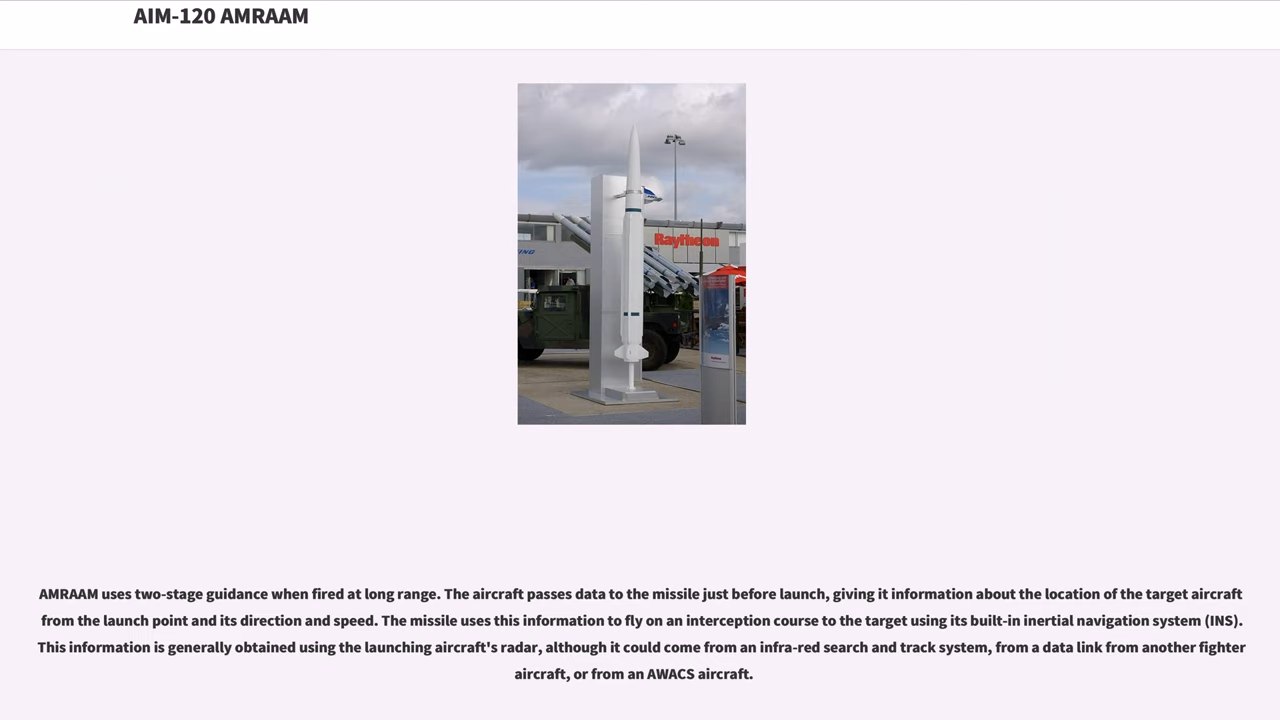 AIM-120 AMRAAM
Raytheon
AMRAAM uses two-stage guidance when fired at long range. The aircraft passes data to the missile just before launch, giving it information about the location of the target aircraft
from the launch point and its direction and speed. The missile uses this information to fly on an interception course to the target using its built-in inertial navigation system (INS).
This information is generally obtained using the launching aircraft's radar, although it could come from an infra-red search and track system, from a data link from another fighter
aircraft, or from an AWACS aircraft.